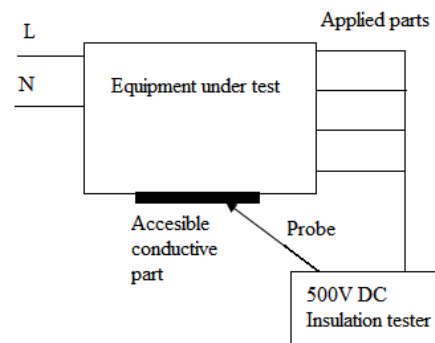 Applied parts
L
N
Equipment under test
Accesible
conductive
part
Probe
500V DC
Insulation tester